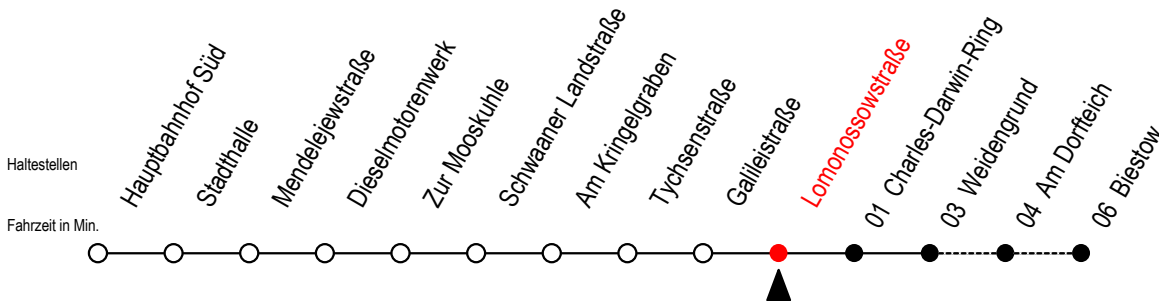 Haltestellen
Fahrzeit in Min.
Hauptbahnhof Süd
Stadthalle
Mendelejewstraße
Dieselmotorenwerk
Zur Mooskuhle
Schwaaner Landstraße
Am Kringelgraben
Tychsenstraße
Galileistraße
Lomonossowstraße
01 Charles-Darwin-Ring
03 Weidengrund
04 Am Dorfteich
06 Biestow